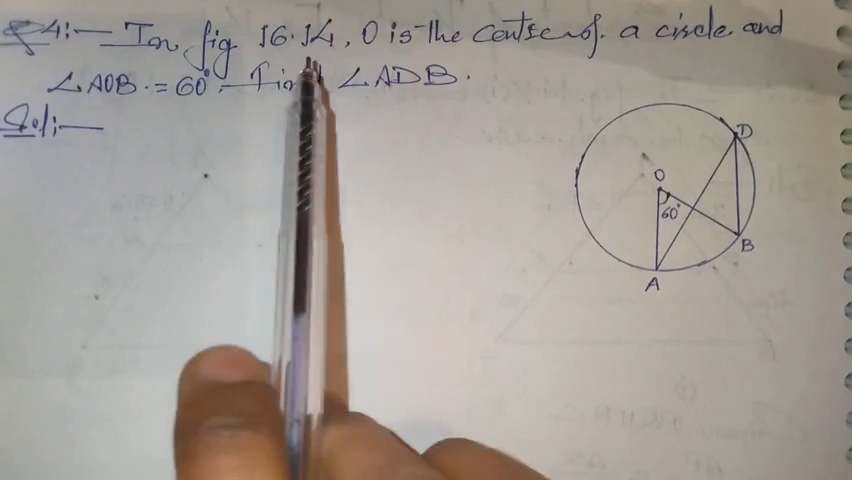 Q4:— In fig 16.14, O is the centre of a circle and
∠AOB = 60°. Find ∠ADB.
Sol:—
D
O
60°
B
A